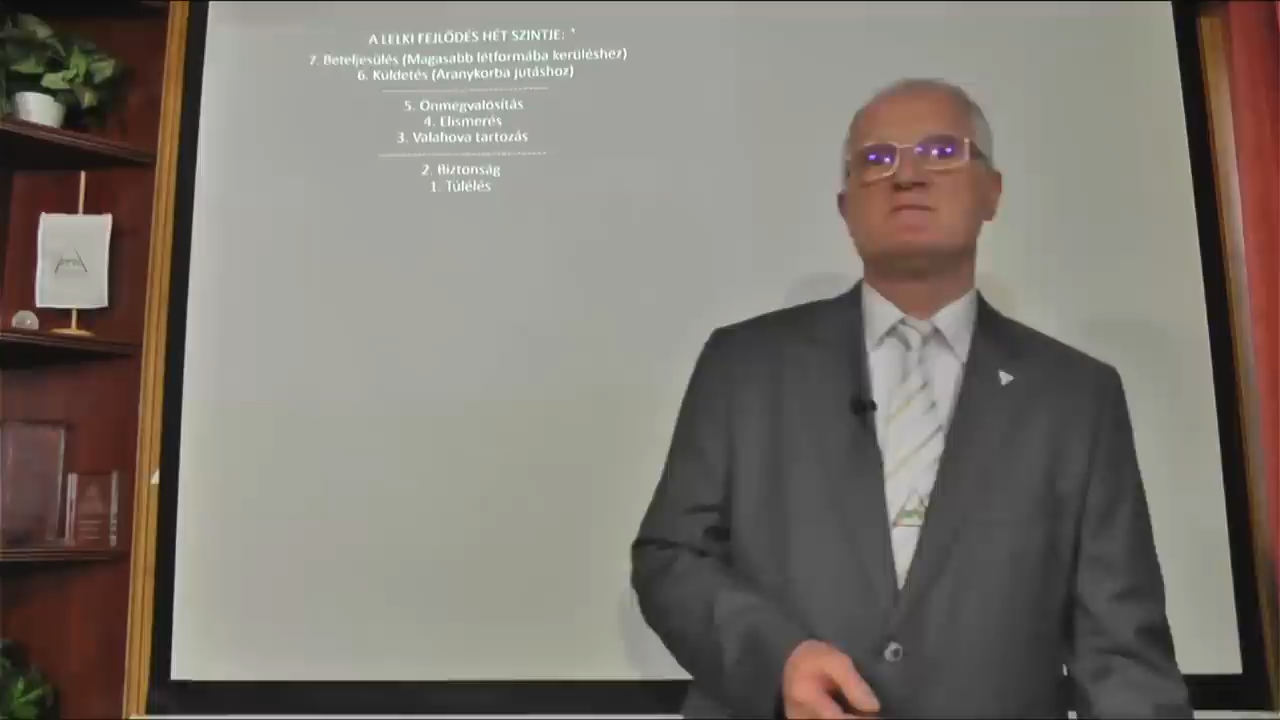 A LELKI FEJLŐDÉS HÉT SZINTJE:
7. Beteljesülés (Magasabb létformába kerüléshez)
6. Küldetés (Aranykorba jutáshoz)
5. Önmegvalósítás
4. Elismerés
3. Valahova tartozás
2. Biztonság
1. Túlélés